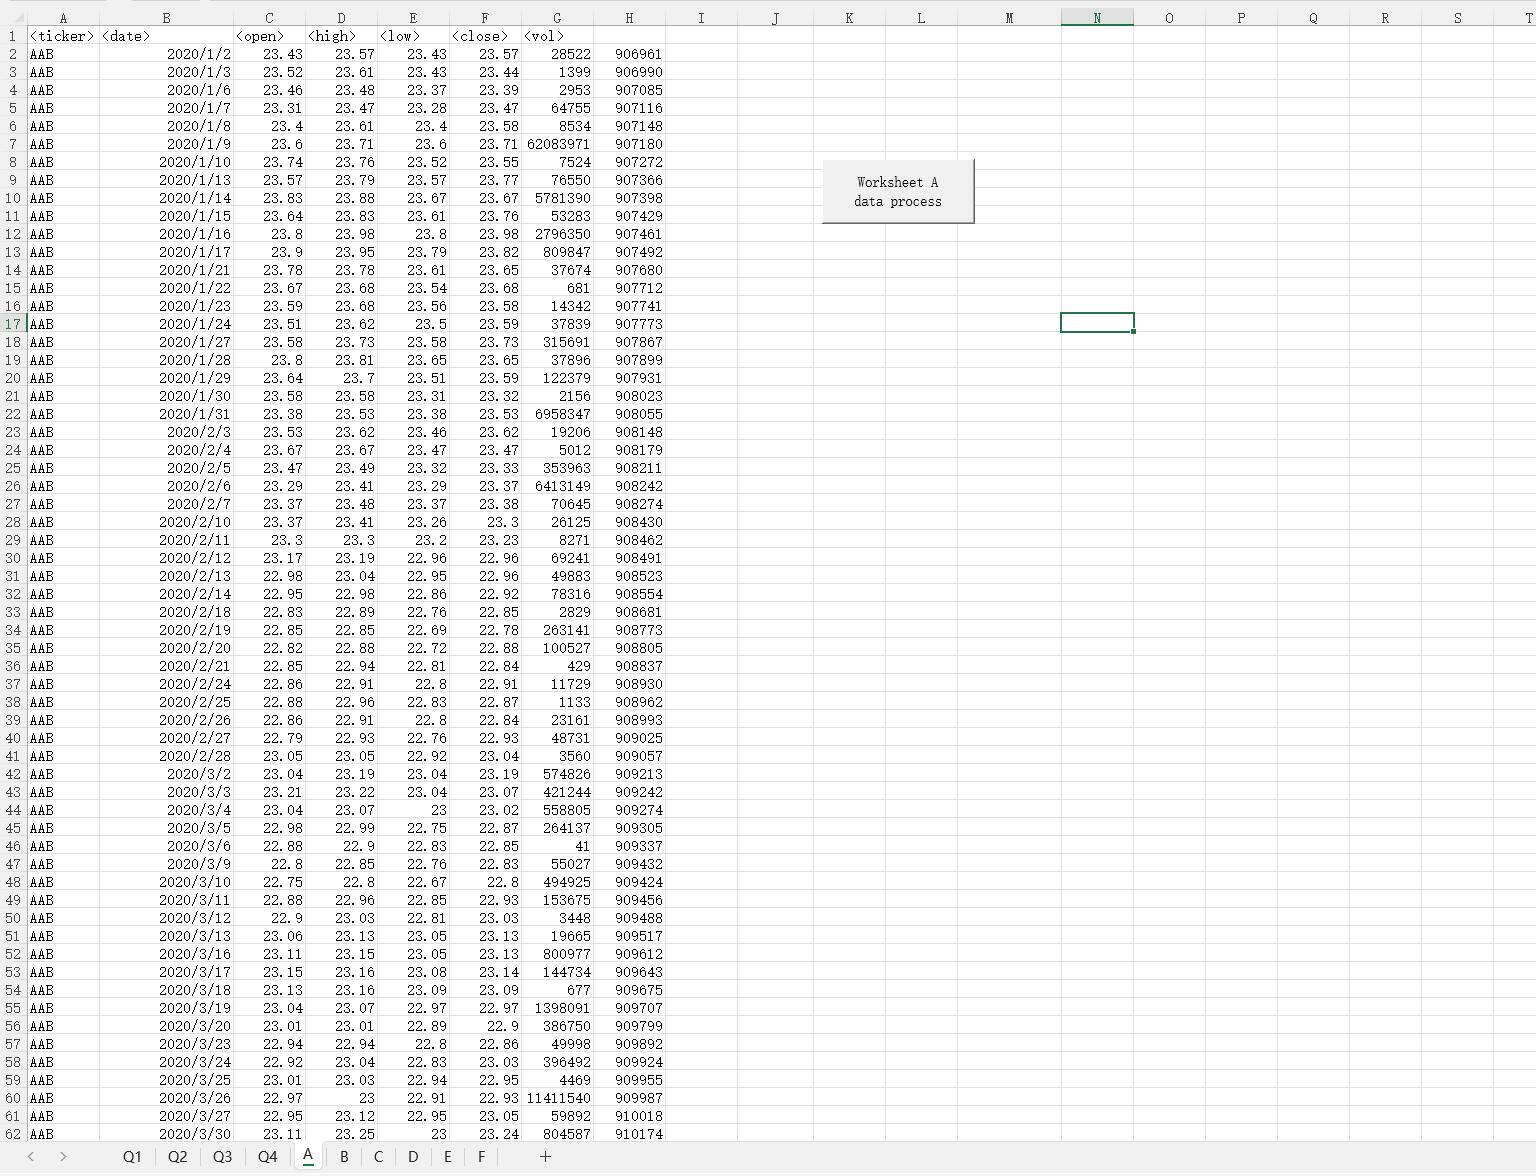 A B C D E F G H I J K L M N O P Q R S T
1 <ticker> <date> <open> <high> <low> <close> <vol>
2 AAB 2020/1/2 23.43 23.57 23.43 23.57 28522 906961
3 AAB 2020/1/3 23.52 23.61 23.43 23.44 1399 906990
4 AAB 2020/1/6 23.46 23.48 23.37 23.39 2953 907085
5 AAB 2020/1/7 23.31 23.47 23.28 23.47 64755 907116
6 AAB 2020/1/8 23.4 23.61 23.4 23.58 8534 907148
7 AAB 2020/1/9 23.6 23.71 23.6 23.71 62083971 907180
8 AAB 2020/1/10 23.74 23.76 23.52 23.55 7524 907272
9 AAB 2020/1/13 23.57 23.79 23.57 23.77 76550 907366
Worksheet A
10 AAB 2020/1/14 23.83 23.88 23.67 23.67 5781390 907398
data process
11 AAB 2020/1/15 23.64 23.83 23.61 23.76 53283 907429
12 AAB 2020/1/16 23.8 23.98 23.8 23.98 2796350 907461
13 AAB 2020/1/17 23.9 23.95 23.79 23.82 809847 907492
14 AAB 2020/1/21 23.78 23.78 23.61 23.65 37674 907680
15 AAB 2020/1/22 23.67 23.68 23.54 23.68 681 907712
16 AAB 2020/1/23 23.59 23.68 23.56 23.58 14342 907741
17 AAB 2020/1/24 23.51 23.62 23.5 23.59 37839 907773
18 AAB 2020/1/27 23.58 23.73 23.58 23.73 315691 907867
19 AAB 2020/1/28 23.8 23.81 23.65 23.65 37896 907899
20 AAB 2020/1/29 23.64 23.7 23.51 23.59 122379 907931
21 AAB 2020/1/30 23.58 23.58 23.31 23.32 2156 908023
22 AAB 2020/1/31 23.38 23.53 23.38 23.53 6958347 908055
23 AAB 2020/2/3 23.53 23.62 23.46 23.62 19206 908148
24 AAB 2020/2/4 23.67 23.67 23.47 23.47 5012 908179
25 AAB 2020/2/5 23.47 23.49 23.32 23.33 353963 908211
26 AAB 2020/2/6 23.29 23.41 23.29 23.37 6413149 908242
27 AAB 2020/2/7 23.37 23.48 23.37 23.38 70645 908274
28 AAB 2020/2/10 23.37 23.41 23.26 23.3 26125 908430
29 AAB 2020/2/11 23.3 23.3 23.2 23.23 8271 908462
30 AAB 2020/2/12 23.17 23.19 22.96 22.96 69241 908491
31 AAB 2020/2/13 22.98 23.04 22.95 22.96 49883 908523
32 AAB 2020/2/14 22.95 22.98 22.86 22.92 78316 908554
33 AAB 2020/2/18 22.83 22.89 22.76 22.85 2829 908681
34 AAB 2020/2/19 22.85 22.85 22.69 22.78 263141 908773
35 AAB 2020/2/20 22.82 22.88 22.72 22.88 100527 908805
36 AAB 2020/2/21 22.85 22.94 22.81 22.84 429 908837
37 AAB 2020/2/24 22.86 22.91 22.8 22.91 11729 908930
38 AAB 2020/2/25 22.88 22.96 22.83 22.87 1133 908962
39 AAB 2020/2/26 22.86 22.91 22.8 22.84 23161 908993
40 AAB 2020/2/27 22.79 22.93 22.76 22.93 48731 909025
41 AAB 2020/2/28 23.05 23.05 22.92 23.04 3560 909057
42 AAB 2020/3/2 23.04 23.19 23.04 23.19 574826 909213
43 AAB 2020/3/3 23.21 23.22 23.04 23.07 421244 909242
44 AAB 2020/3/4 23.04 23.07 23 23.02 558805 909274
45 AAB 2020/3/5 22.98 22.99 22.75 22.87 264137 909305
46 AAB 2020/3/6 22.88 22.9 22.83 22.85 41 909337
47 AAB 2020/3/9 22.8 22.85 22.76 22.83 55027 909432
48 AAB 2020/3/10 22.75 22.8 22.67 22.8 494925 909424
49 AAB 2020/3/11 22.88 22.96 22.85 22.93 153675 909456
50 AAB 2020/3/12 22.9 23.03 22.81 23.03 3448 909488
51 AAB 2020/3/13 23.06 23.13 23.05 23.13 19665 909517
52 AAB 2020/3/16 23.11 23.15 23.05 23.13 800977 909612
53 AAB 2020/3/17 23.15 23.16 23.08 23.14 144734 909643
54 AAB 2020/3/18 23.13 23.16 23.09 23.09 677 909675
55 AAB 2020/3/19 23.04 23.07 22.97 22.97 1398091 909707
56 AAB 2020/3/20 23.01 23.01 22.89 22.9 386750 909799
57 AAB 2020/3/23 22.94 22.94 22.8 22.86 49998 909892
58 AAB 2020/3/24 22.92 23.04 22.83 23.03 396492 909924
59 AAB 2020/3/25 23.01 23.03 22.94 22.95 4469 909955
60 AAB 2020/3/26 22.97 23 22.91 22.93 11411540 909987
61 AAB 2020/3/27 22.95 23.12 22.95 23.05 59892 910018
62 AAB 2020/3/30 23.11 23.25 23 23.24 804587 910174
Q1 Q2 Q3 Q4 A B C D E F +